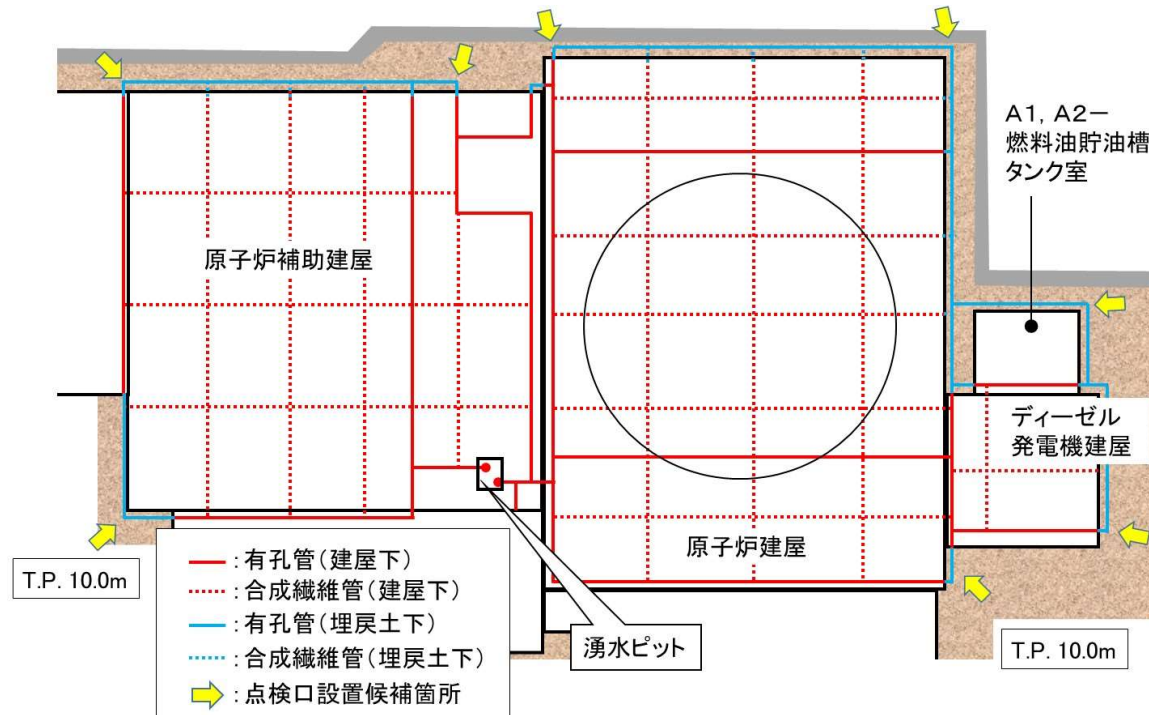 A1, A2－
燃料油貯油槽
タンク室
原子炉補助建屋
ディーゼル
発電機建屋
原子炉建屋
T.P. 10.0m
：有孔管（建屋下）
：合成繊維管（建屋下）
：有孔管（埋戻土下）
：合成繊維管（埋戻土下）
：点検口設置候補箇所
湧水ピット
T.P. 10.0m